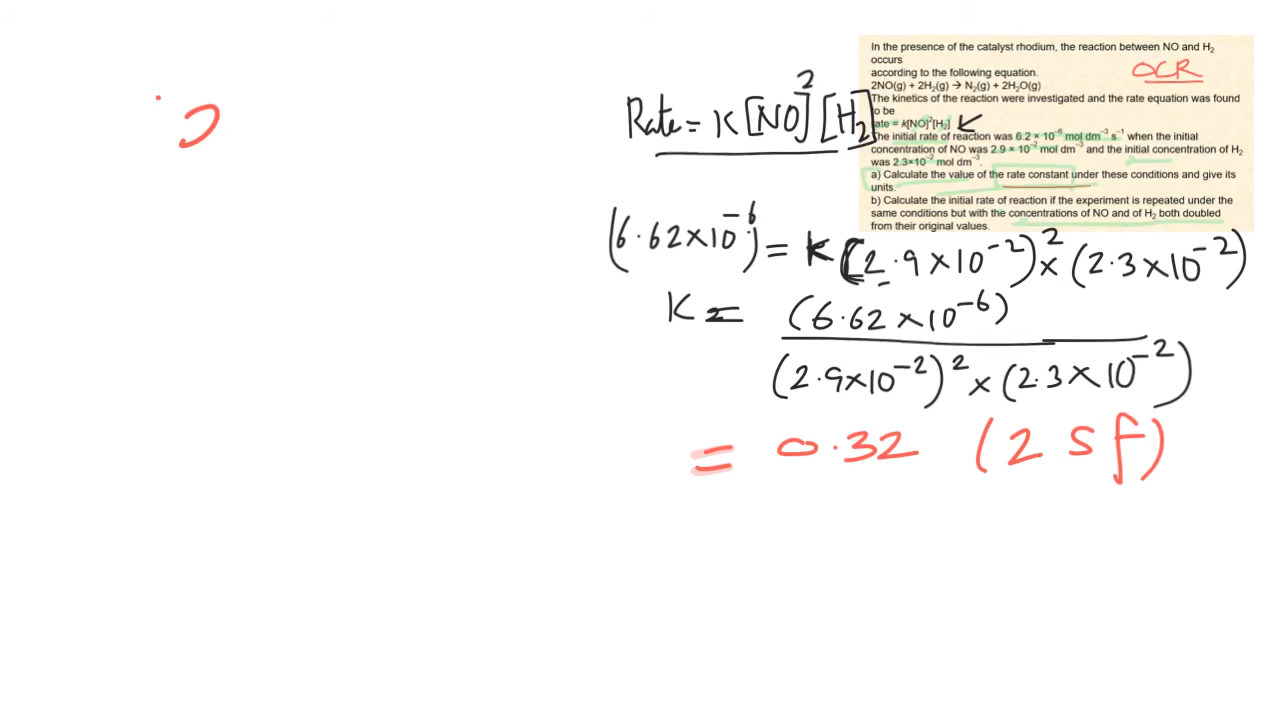 In the presence of the catalyst rhodium, the reaction between NO and H₂
occurs
according to the following equation.
2NO(g) + 2H₂(g) → N₂(g) + 2H₂O(g)
The kinetics of the reaction were investigated and the rate equation was found
to be
rate = k[NO]²[H₂]
The initial rate of reaction was 6.2 × 10⁻⁶ mol dm⁻³ s⁻¹ when the initial
concentration of NO was 2.9 × 10⁻² mol dm⁻³ and the initial concentration of H₂
was 2.3×10⁻² mol dm⁻³.
a) Calculate the value of the rate constant under these conditions and give its
units.
b) Calculate the initial rate of reaction if the experiment is repeated under the
same conditions but with the concentrations of NO and of H₂ both doubled
from their original values.
OCR
Rate = K [NO]² [H₂]
(6.62×10⁻⁶) = K (2.9×10⁻²)² × (2.3×10⁻²)
K = (6.62×10⁻⁶)
(2.9×10⁻²)² × (2.3×10⁻²)
= 0.32 (2 sf)